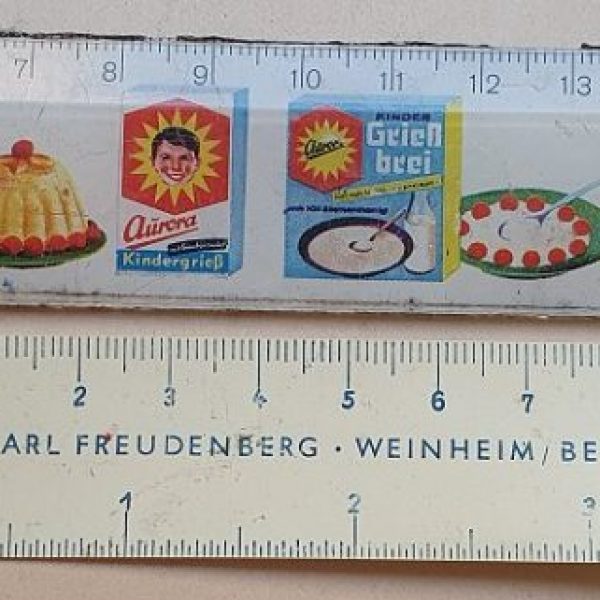 7 8 9 10 11 12 13
Aurora
Kindergrieß
KINDER
Grieß
brei
Aurora
2 3 4 5 6 7
ARL FREUDENBERG · WEINHEIM / BE
1 2 3